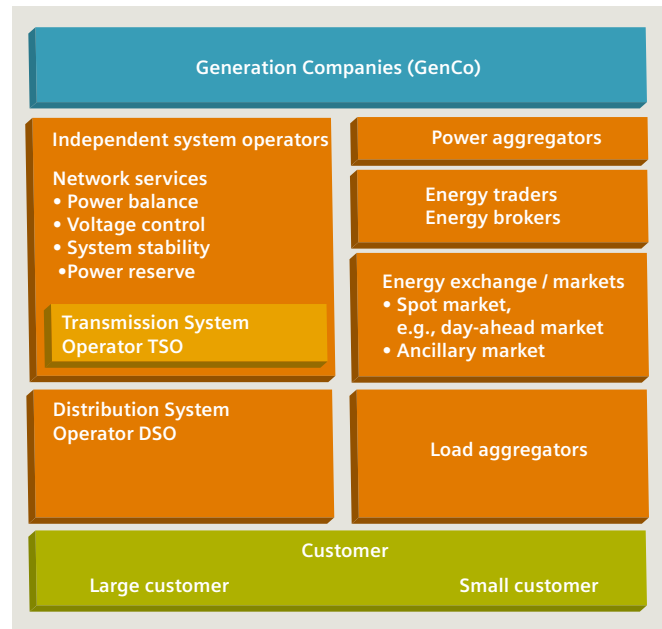 Generation Companies (GenCo)
Independent system operators
Network services
• Power balance
• Voltage control
• System stability
•Power reserve
Transmission System
Operator TSO
Distribution System
Operator DSO
Power aggregators
Energy traders
Energy brokers
Energy exchange / markets
• Spot market,
e.g., day-ahead market
• Ancillary market
Load aggregators
Customer
Large customer
Small customer